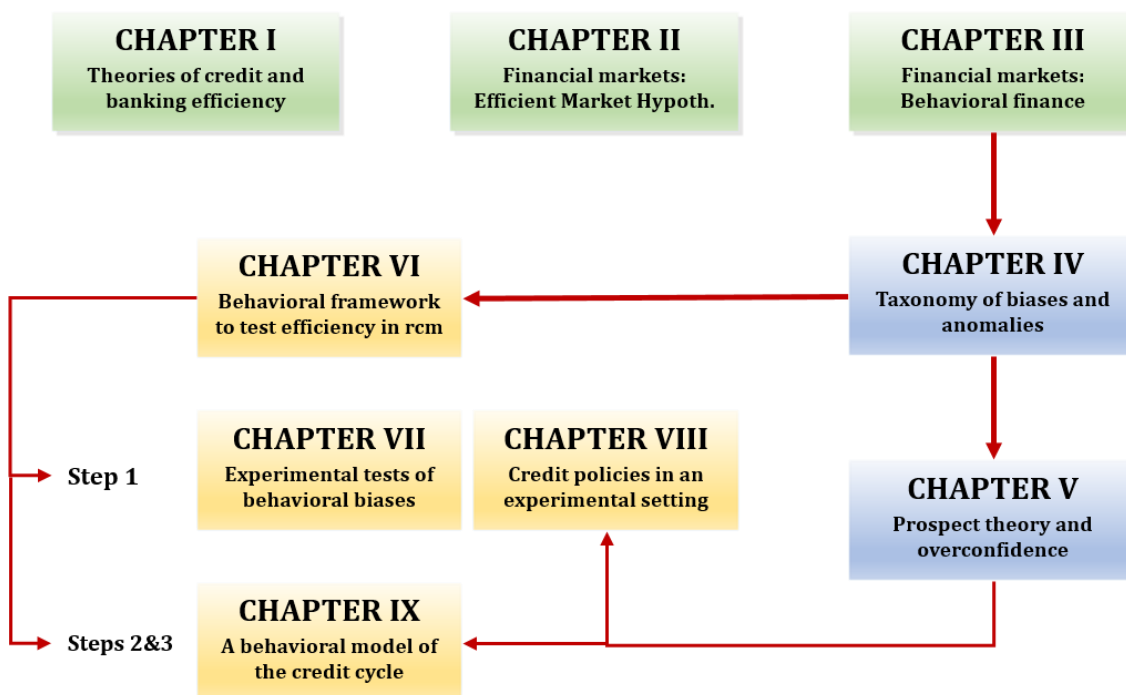 CHAPTER I
Theories of credit and
banking efficiency
CHAPTER II
Financial markets:
Efficient Market Hypoth.
CHAPTER III
Financial markets:
Behavioral finance
CHAPTER VI
Behavioral framework
to test efficiency in rcm
CHAPTER IV
Taxonomy of biases and
anomalies
Step 1
CHAPTER VII
Experimental tests of
behavioral biases
CHAPTER VIII
Credit policies in an
experimental setting
CHAPTER V
Prospect theory and
overconfidence
Steps 2&3
CHAPTER IX
A behavioral model of
the credit cycle